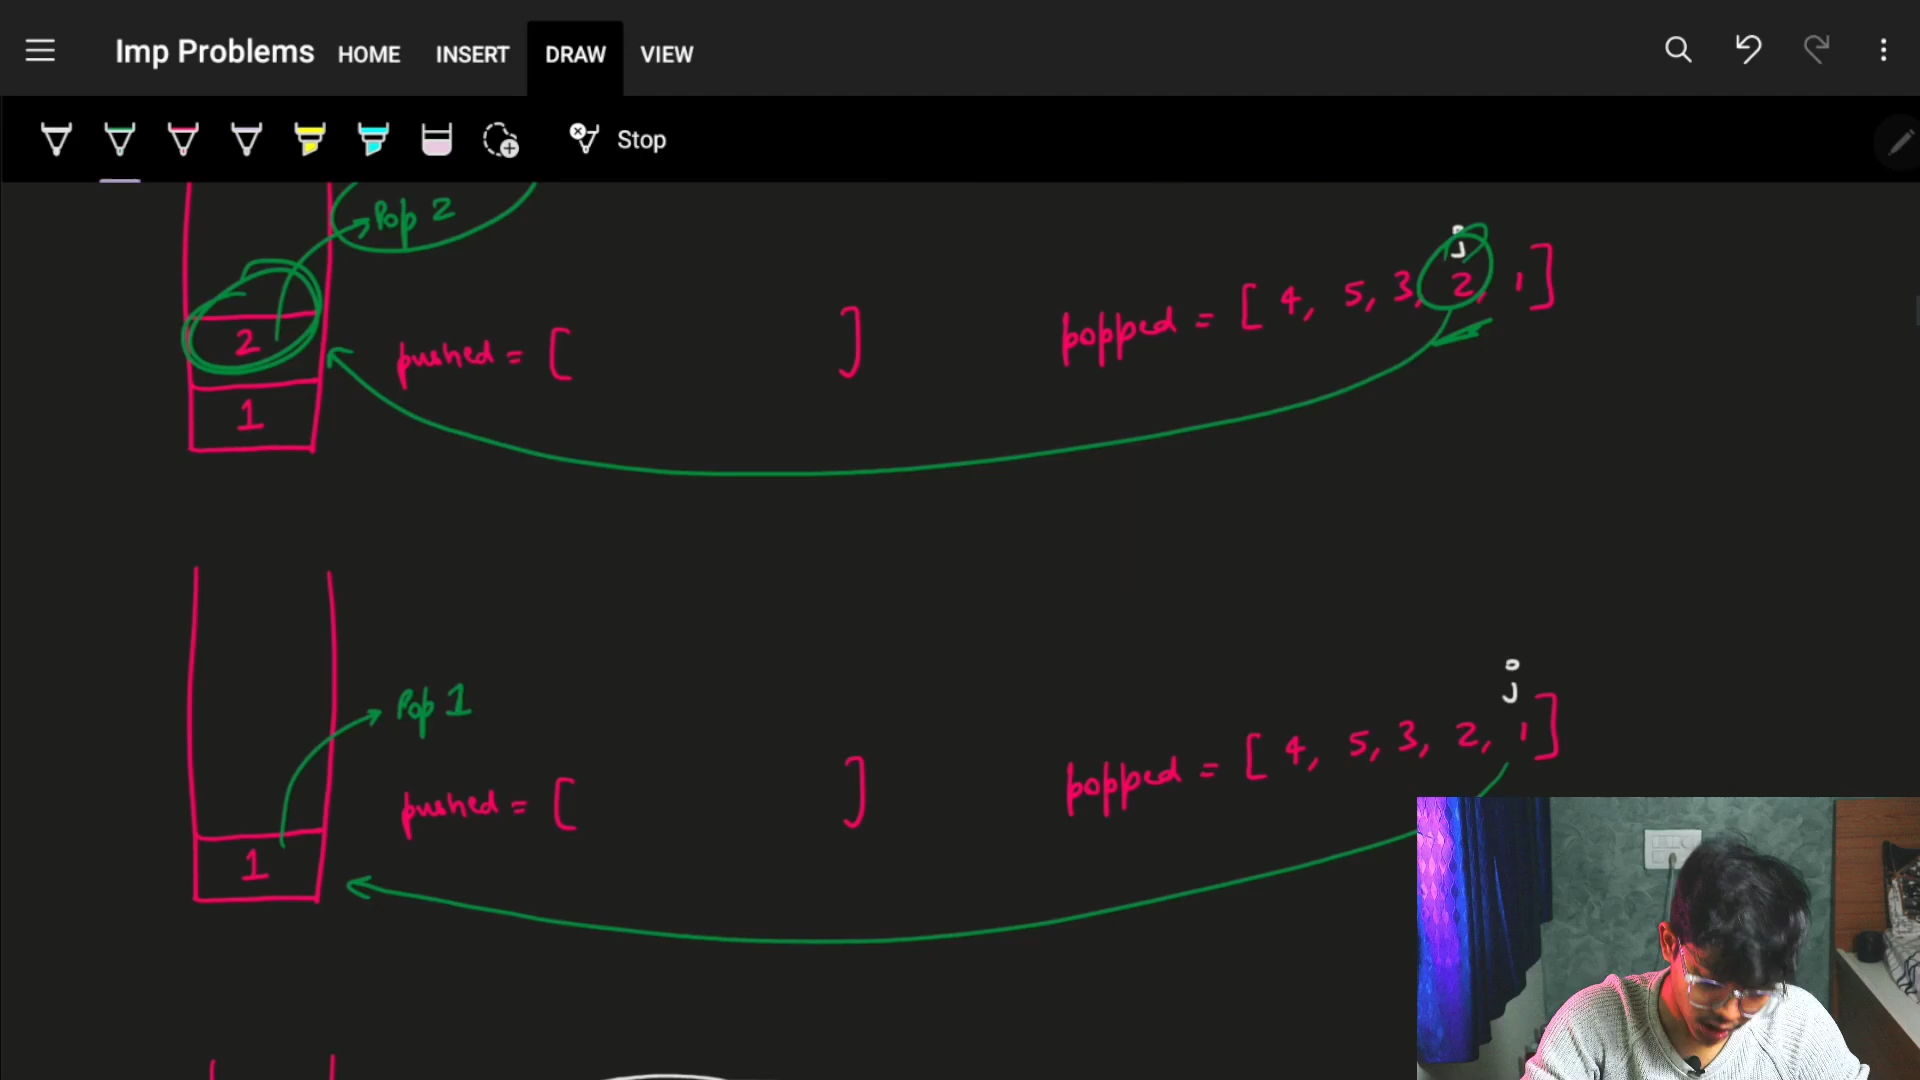 Imp Problems HOME INSERT DRAW VIEW
Stop
Pop 2
j
2
pushed = [ ]
popped = [ 4, 5, 3, 2, 1 ]
1
j
Pop 1
pushed = [ ]
popped = [ 4, 5, 3, 2, 1 ]
1